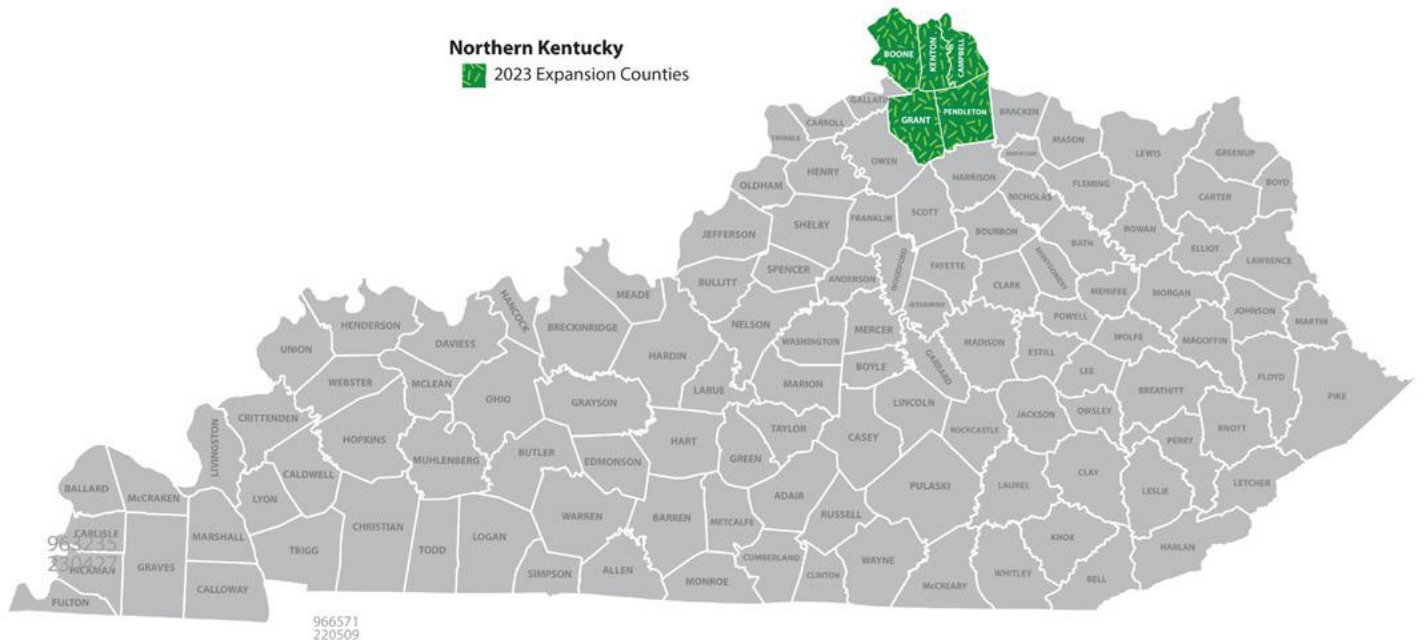 Northern Kentucky
2023 Expansion Counties
BOONE
KENTON
CAMPBELL
GALLATIN
GRANT
PENDLETON
BRACKEN
CARROLL
TRIMBLE
MASON
LEWIS
GREENUP
OWEN
ROBERTSON
HENRY
HARRISON
FLEMING
BOYD
OLDHAM
NICHOLAS
CARTER
SHELBY
FRANKLIN
SCOTT
JEFFERSON
BOURBON
BATH
ROWAN
ELLIOT
LAWRENCE
SPENCER
ANDERSON
WOODFORD
FAYETTE
MONTGOMERY
BULLITT
CLARK
MENIFEE
MORGAN
HANCOCK
MEADE
JESSAMINE
JOHNSON
MARTIN
HENDERSON
BRECKINRIDGE
NELSON
WASHINGTON
MERCER
POWELL
UNION
DAVIESS
MADISON
WOLFE
MAGOFFIN
HARDIN
GARRARD
ESTILL
BOYLE
LEE
FLOYD
WEBSTER
MCLEAN
LARUE
MARION
BREATHITT
PIKE
OHIO
GRAYSON
LINCOLN
OWSLEY
CRITTENDEN
JACKSON
LIVINGSTON
HOPKINS
HART
TAYLOR
CASEY
ROCKCASTLE
PERRY
KNOTT
MUHLENBERG
BUTLER
EDMONSON
GREEN
CALDWELL
CLAY
BALLARD
McCRAKEN
LYON
PULASKI
LAUREL
LESLIE
LETCHER
ADAIR
WARREN
BARREN
METCALFE
RUSSELL
CHRISTIAN
CARLISLE
MARSHALL
LOGAN
KNOX
963235
TRIGG
TODD
HARLAN
230427
HICKMAN
GRAVES
SIMPSON
ALLEN
MONROE
CUMBERLAND
CLINTON
WAYNE
WHITLEY
BELL
McCREARY
CALLOWAY
FULTON
966571
220509